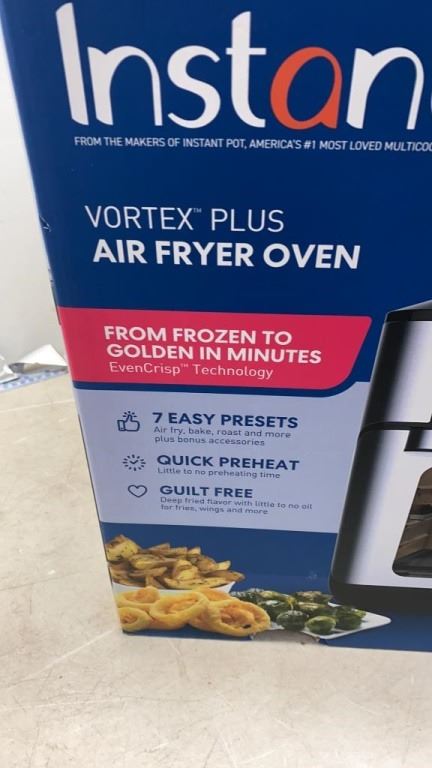 Instan
FROM THE MAKERS OF INSTANT POT, AMERICA'S #1 MOST LOVED
VORTEX™ PLUS
AIR FRYER OVEN
FROM FROZEN TO
GOLDEN IN MINUTES
EvenCrisp™ Technology
7 EASY PRESETS
Air fry, bake, roast and more
plus bonus accessories
QUICK PREHEAT
Little to no preheating time
GUILT FREE
Deep fried flavor with little to no oil
for fries, wings and more